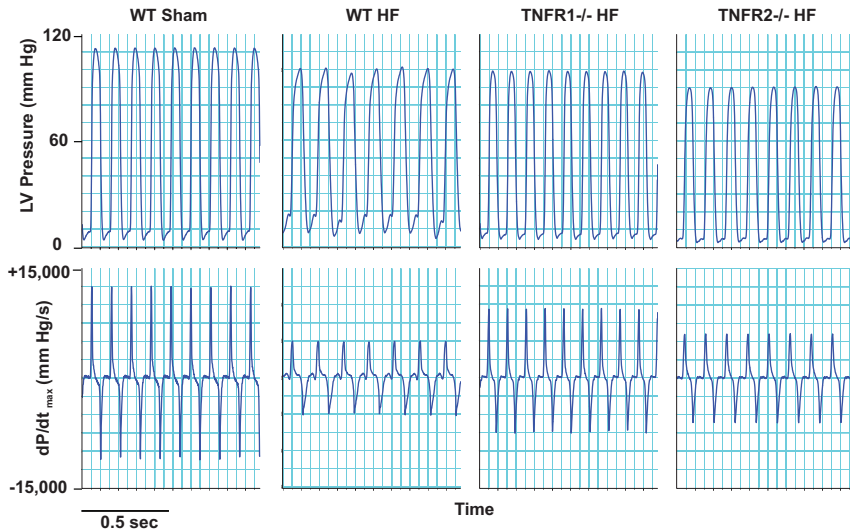 WT Sham WT HF TNFR1-/- HF TNFR2-/- HF
120
60
0
LV Pressure (mm Hg)
+15,000
-15,000
dP/dt max (mm Hg/s)
Time
0.5 sec